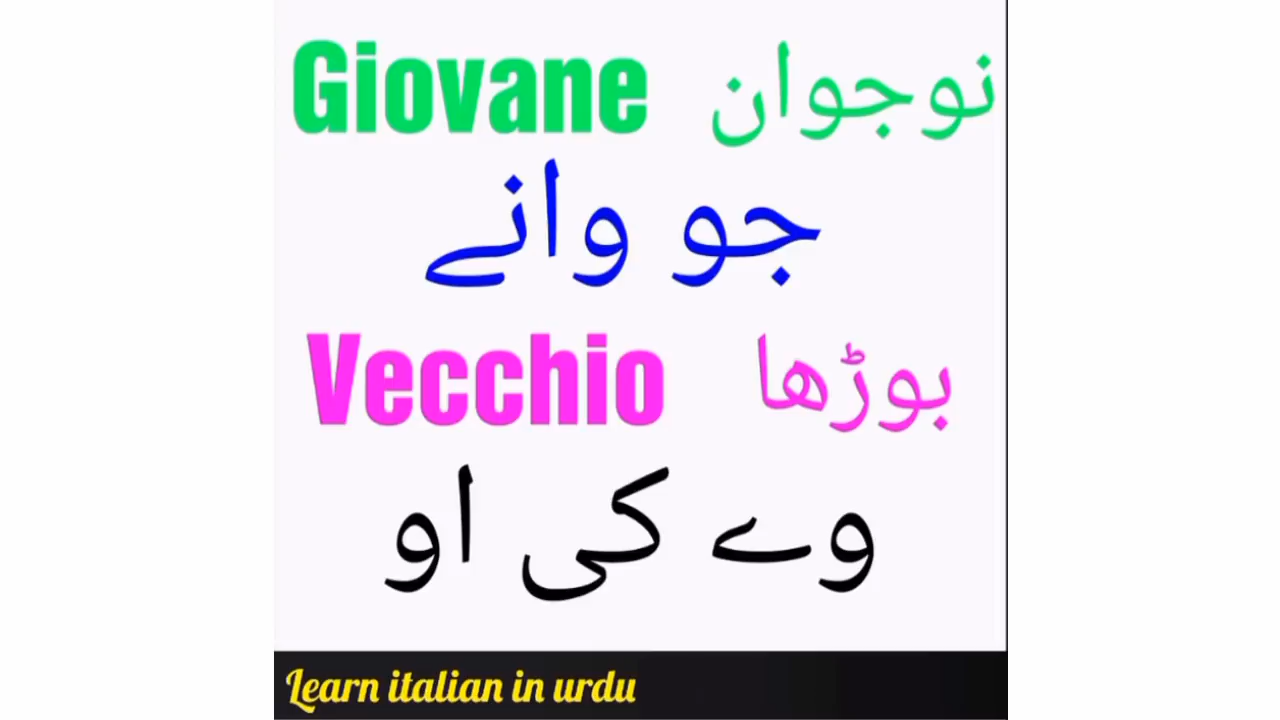 Giovane نوجوان
جو وانے
Vecchio بوڑھا
وے کی او
Learn italian in urdu